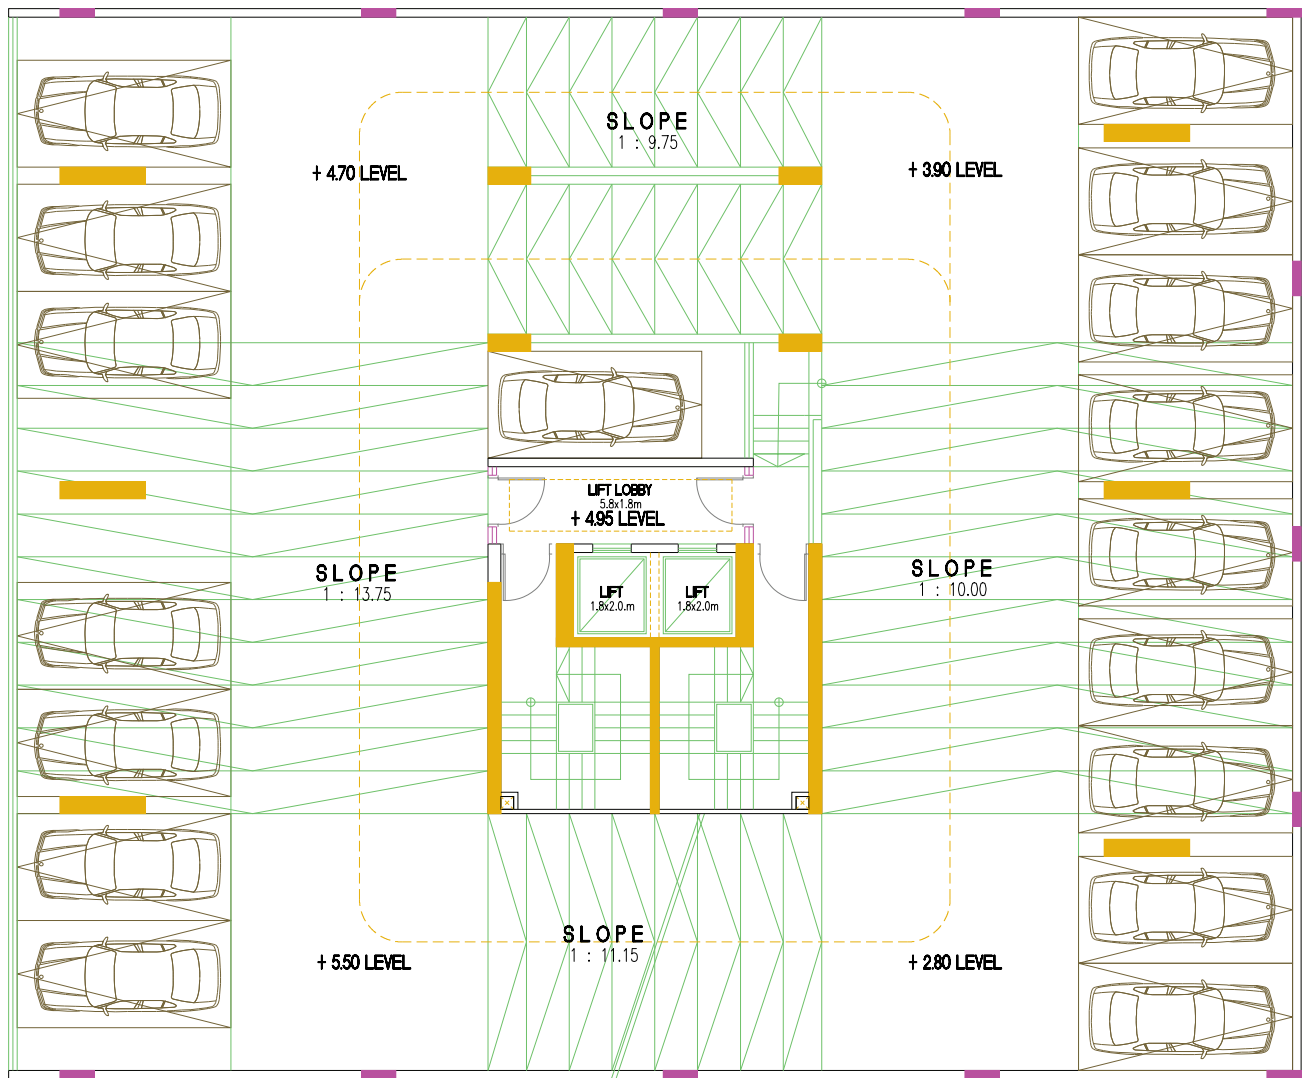 SLOPE
1 : 9.75
+ 4.70 LEVEL
+ 3.90 LEVEL
LIFT LOBBY
5.8x1.8m
+ 4.95 LEVEL
SLOPE
1 : 13.75
SLOPE
1 : 10.00
LIFT
1.8x2.0.m
LIFT
1.8x2.0m
SLOPE
1 : 11.15
+ 5.50 LEVEL
+ 2.80 LEVEL